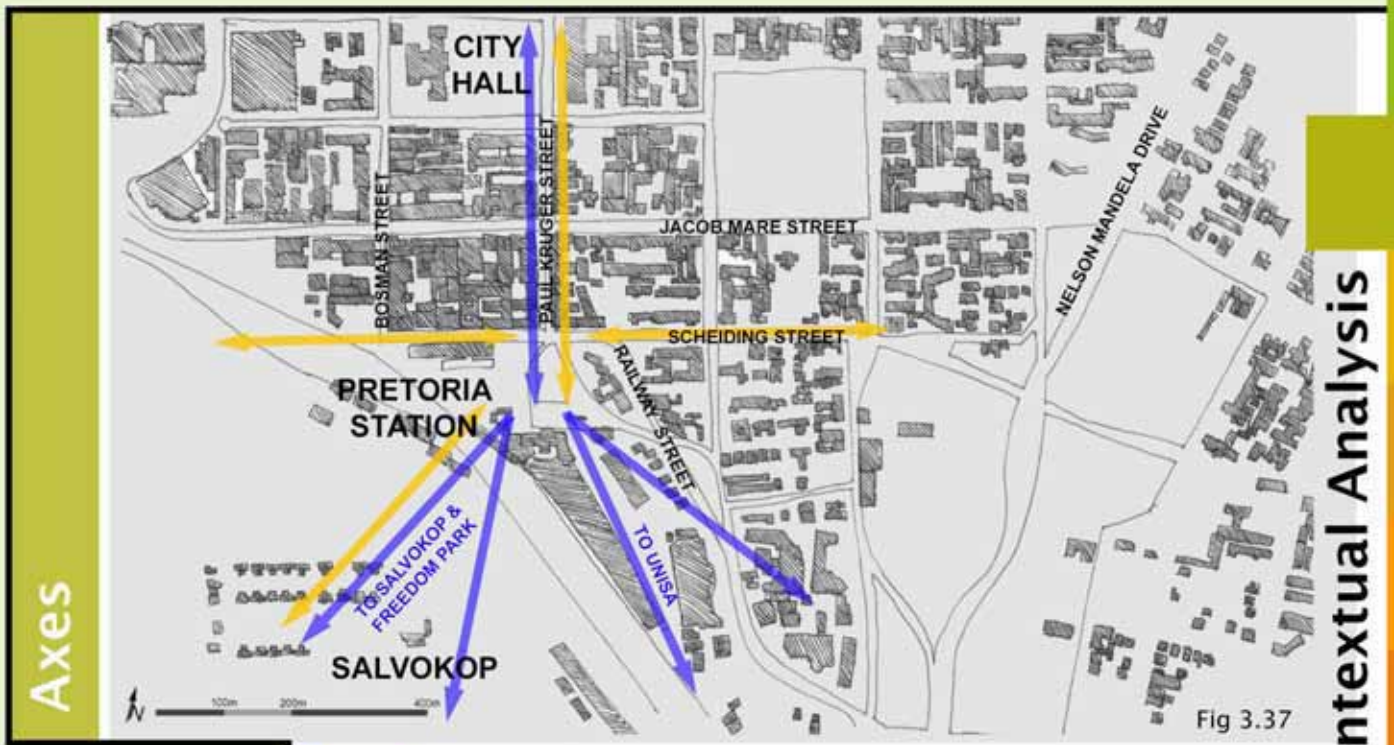 Axes
CITY
HALL
BOSMAN STREET
PAUL KRUGER STREET
JACOB MARE STREET
NELSON MANDELA DRIVE
SCHEIDING STREET
RAILWAY STREET
PRETORIA
STATION
TO SALVOKOP &
FREEDOM PARK
TO UNISA
SALVOKOP
N
100m
200m
400m
Fig 3.37
ntextual Analysis